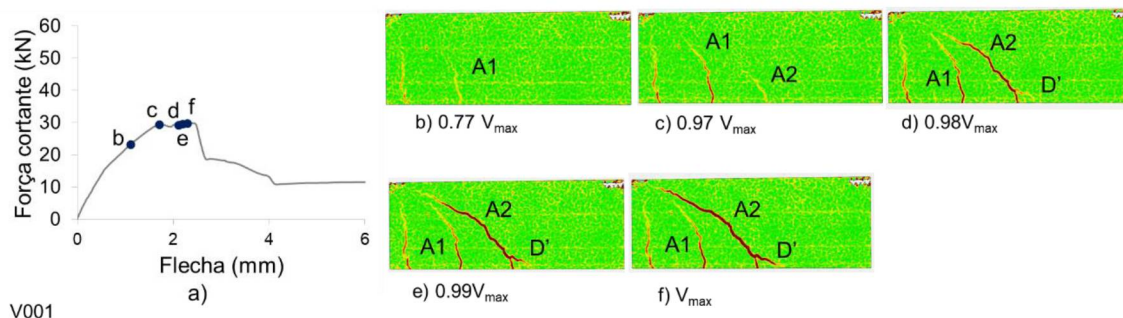 60
50
40
30
20
10
0
Força cortante (kN)
b
c
d
e
f
0 2 4 6
Flecha (mm)
a)
V001
A1
b) 0.77 Vmax
A1
A2
c) 0.97 Vmax
A2
A1
D’
d) 0.98Vmax
A2
A1
D’
e) 0.99Vmax
A2
A1
D’
f) Vmax